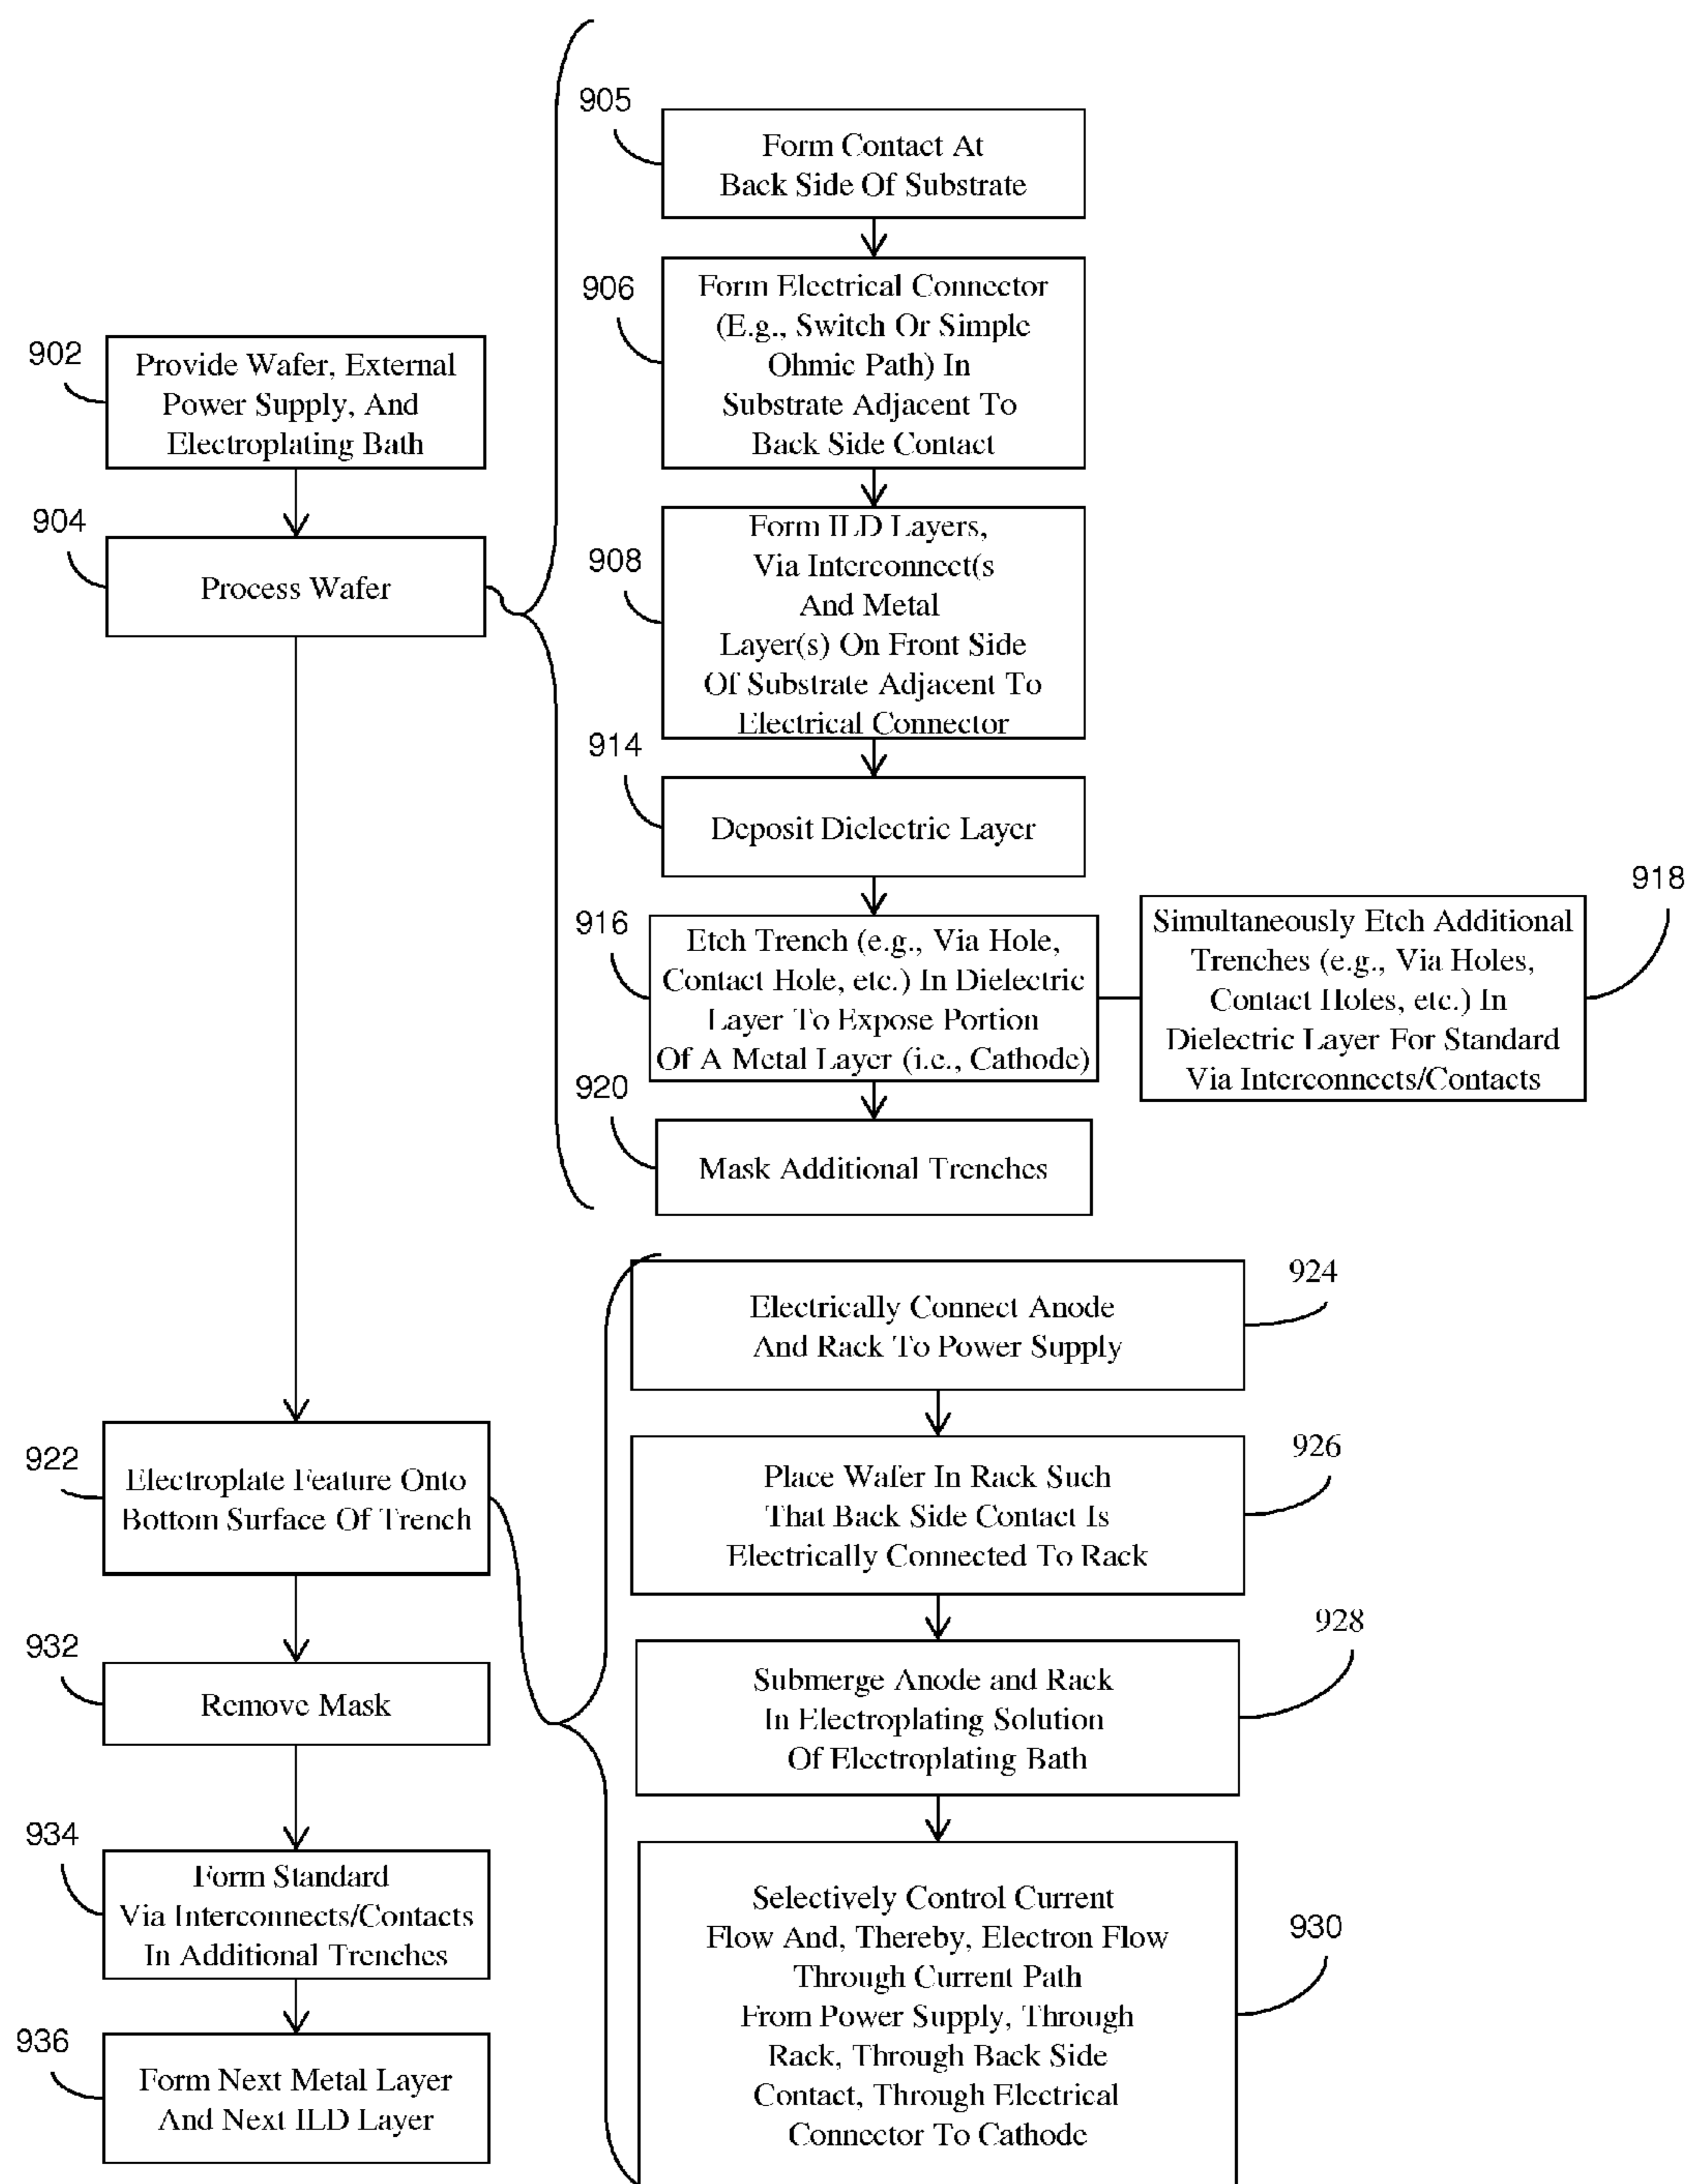 905
Form Contact At
Back Side Of Substrate
906
Form Electrical Connector
(E.g., Switch Or Simple
Ohmic Path) In
Substrate Adjacent To
Back Side Contact
902
Provide Wafer, External
Power Supply, And
Electroplating Bath
904
Process Wafer
908
Form ILD Layers,
Via Interconnect(s
And Metal
Layer(s) On Front Side
Of Substrate Adjacent To
Electrical Connector
914
Deposit Dielectric Layer
916
Etch Trench (e.g., Via Hole,
Contact Hole, etc.) In Dielectric
Layer To Expose Portion
Of A Metal Layer (i.e., Cathode)
918
Simultaneously Etch Additional
Trenches (e.g., Via Holes,
Contact Holes, etc.) In
Dielectric Layer For Standard
Via Interconnects/Contacts
920
Mask Additional Trenches
922
Electroplate Feature Onto
Bottom Surface Of Trench
924
Electrically Connect Anode
And Rack To Power Supply
926
Place Wafer In Rack Such
That Back Side Contact Is
Electrically Connected To Rack
928
Submerge Anode and Rack
In Electroplating Solution
Of Electroplating Bath
930
Selectively Control Current
Flow And, Thereby, Electron Flow
Through Current Path
From Power Supply, Through
Rack, Through Back Side
Contact, Through Electrical
Connector To Cathode
932
Remove Mask
934
Form Standard
Via Interconnects/Contacts
In Additional Trenches
936
Form Next Metal Layer
And Next ILD Layer